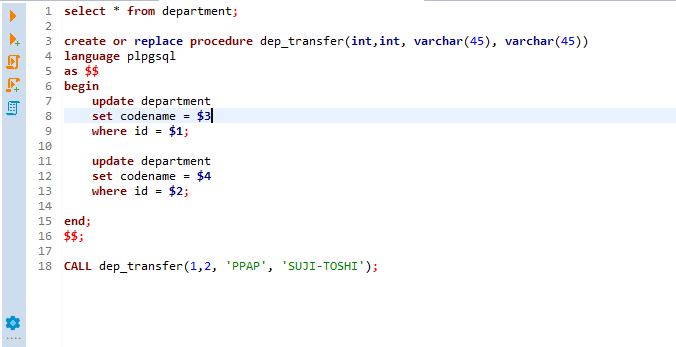 1 select * from department;
2
3 create or replace procedure dep_transfer(int,int, varchar(45), varchar(45))
4 language plpgsql
5 as $$
6 begin
7     update department
8     set codename = $3
9     where id = $1;
10
11     update department
12     set codename = $4
13     where id = $2;
14
15 end;
16 $$;
17
18 CALL dep_transfer(1,2, 'PPAP', 'SUJI-TOSHI');